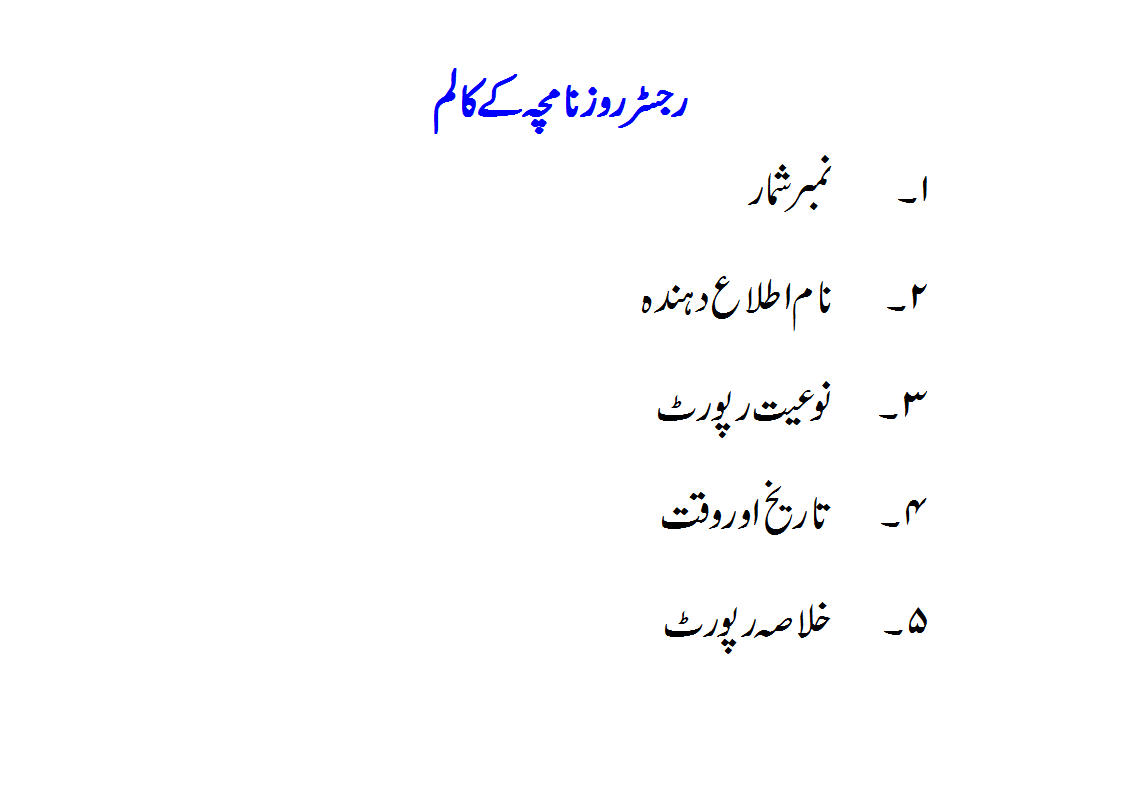 رجسٹر روزنامچہ کے کالم
۱۔ نمبر شمار
۲۔ نام اطلاع دہندہ
۳۔ نوعیت رپورٹ
۴۔ تاریخ اور وقت
۵۔ خلاصہ رپورٹ